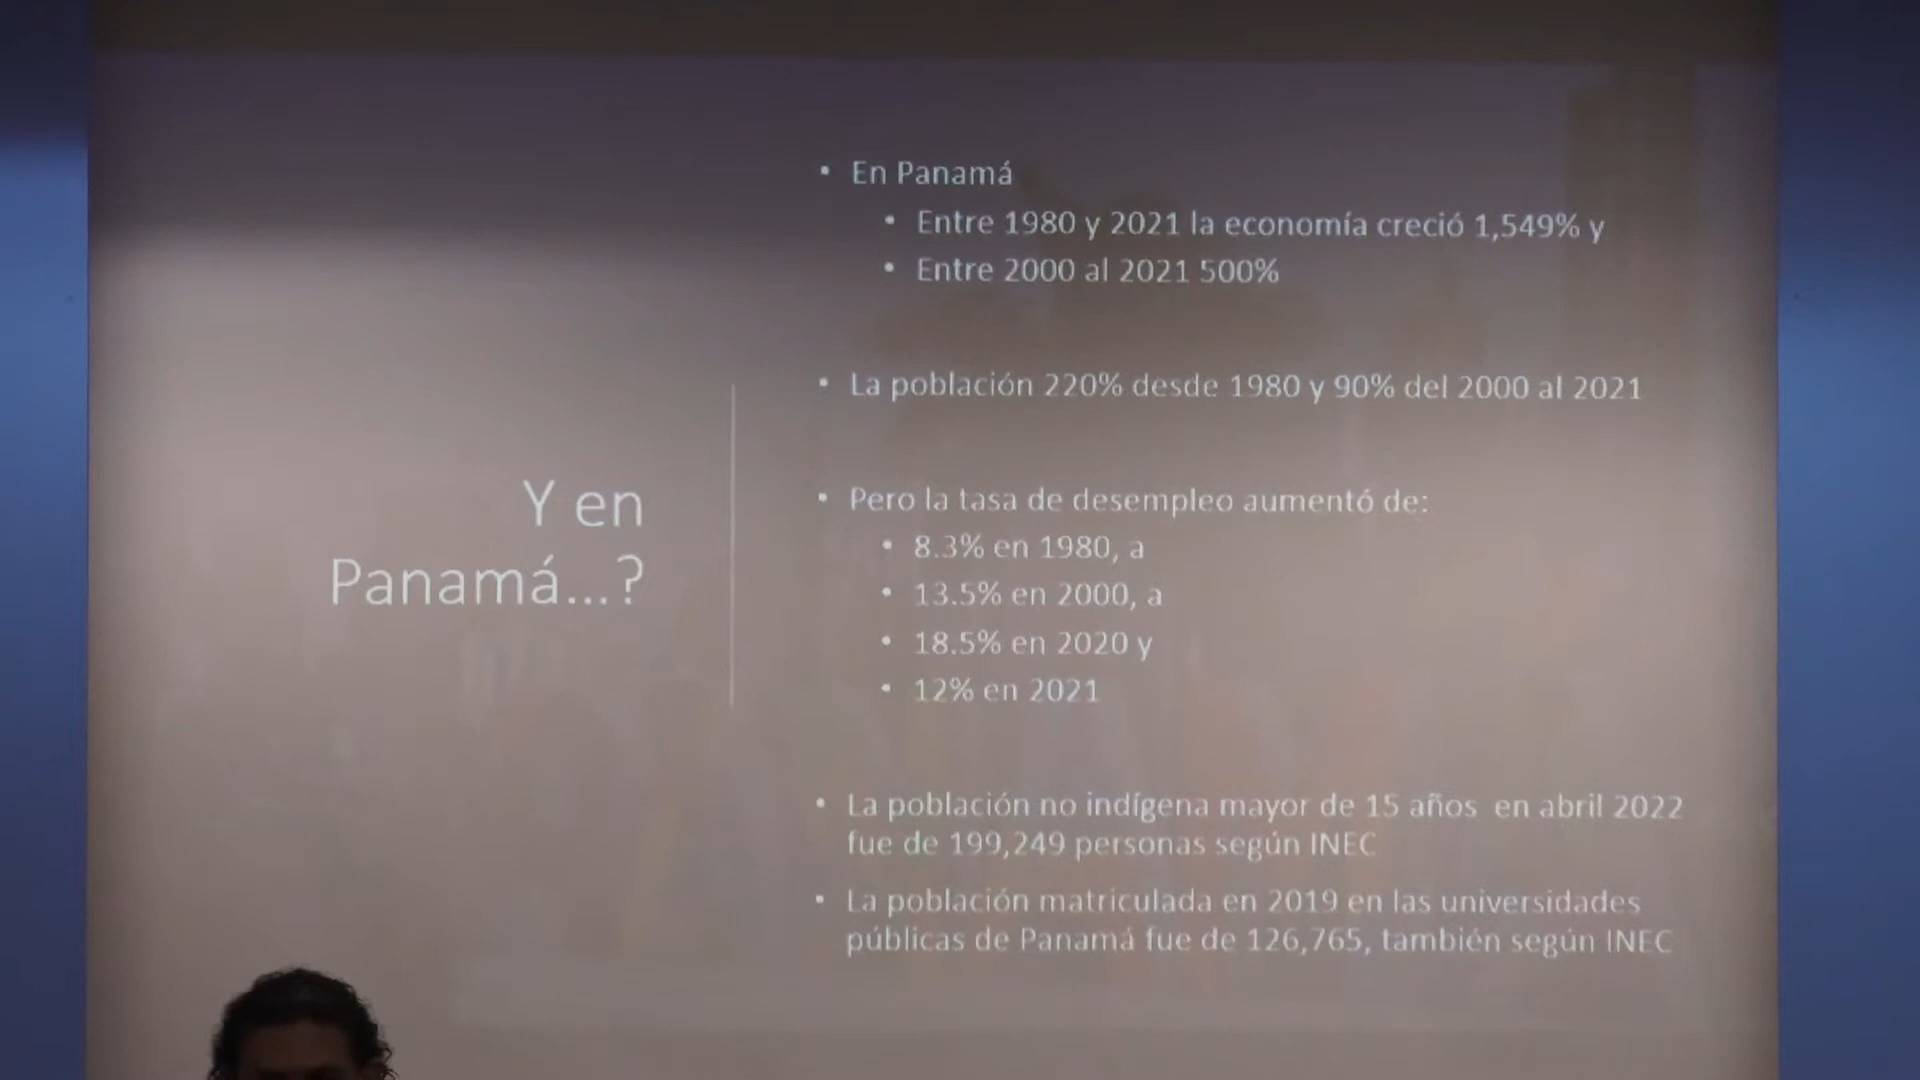 Y en
Panamá...?
• En Panamá
• Entre 1980 y 2021 la economía creció 1,549% y
• Entre 2000 al 2021 500%
• La población 220% desde 1980 y 90% del 2000 al 2021
• Pero la tasa de desempleo aumentó de:
• 8.3% en 1980, a
• 13.5% en 2000, a
• 18.5% en 2020 y
• 12% en 2021
• La población no indígena mayor de 15 años en abril 2022
fue de 199,249 personas según INEC
• La población matriculada en 2019 en las universidades
públicas de Panamá fue de 126,765, también según INEC